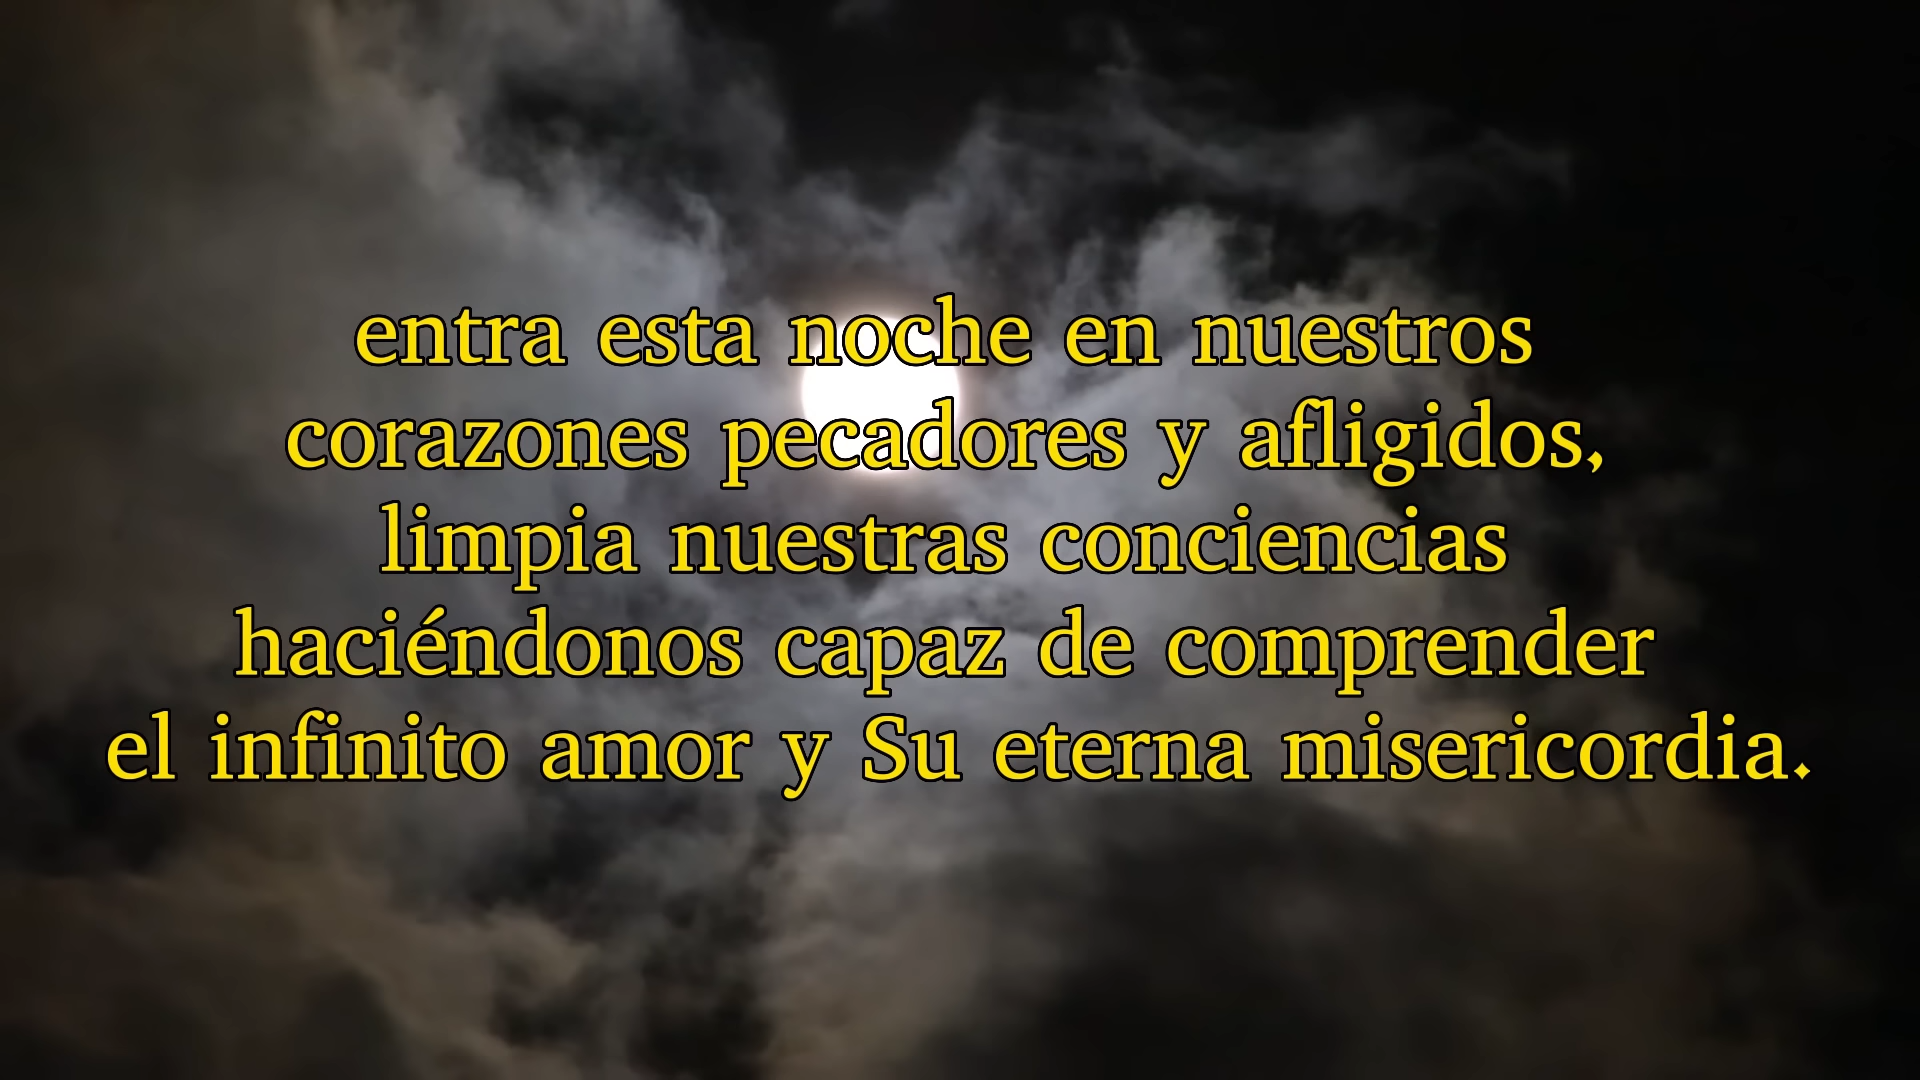 entra esta noche en nuestros
corazones pecadores y afligidos,
limpia nuestras conciencias
haciéndonos capaz de comprender
el infinito amor y Su eterna misericordia.